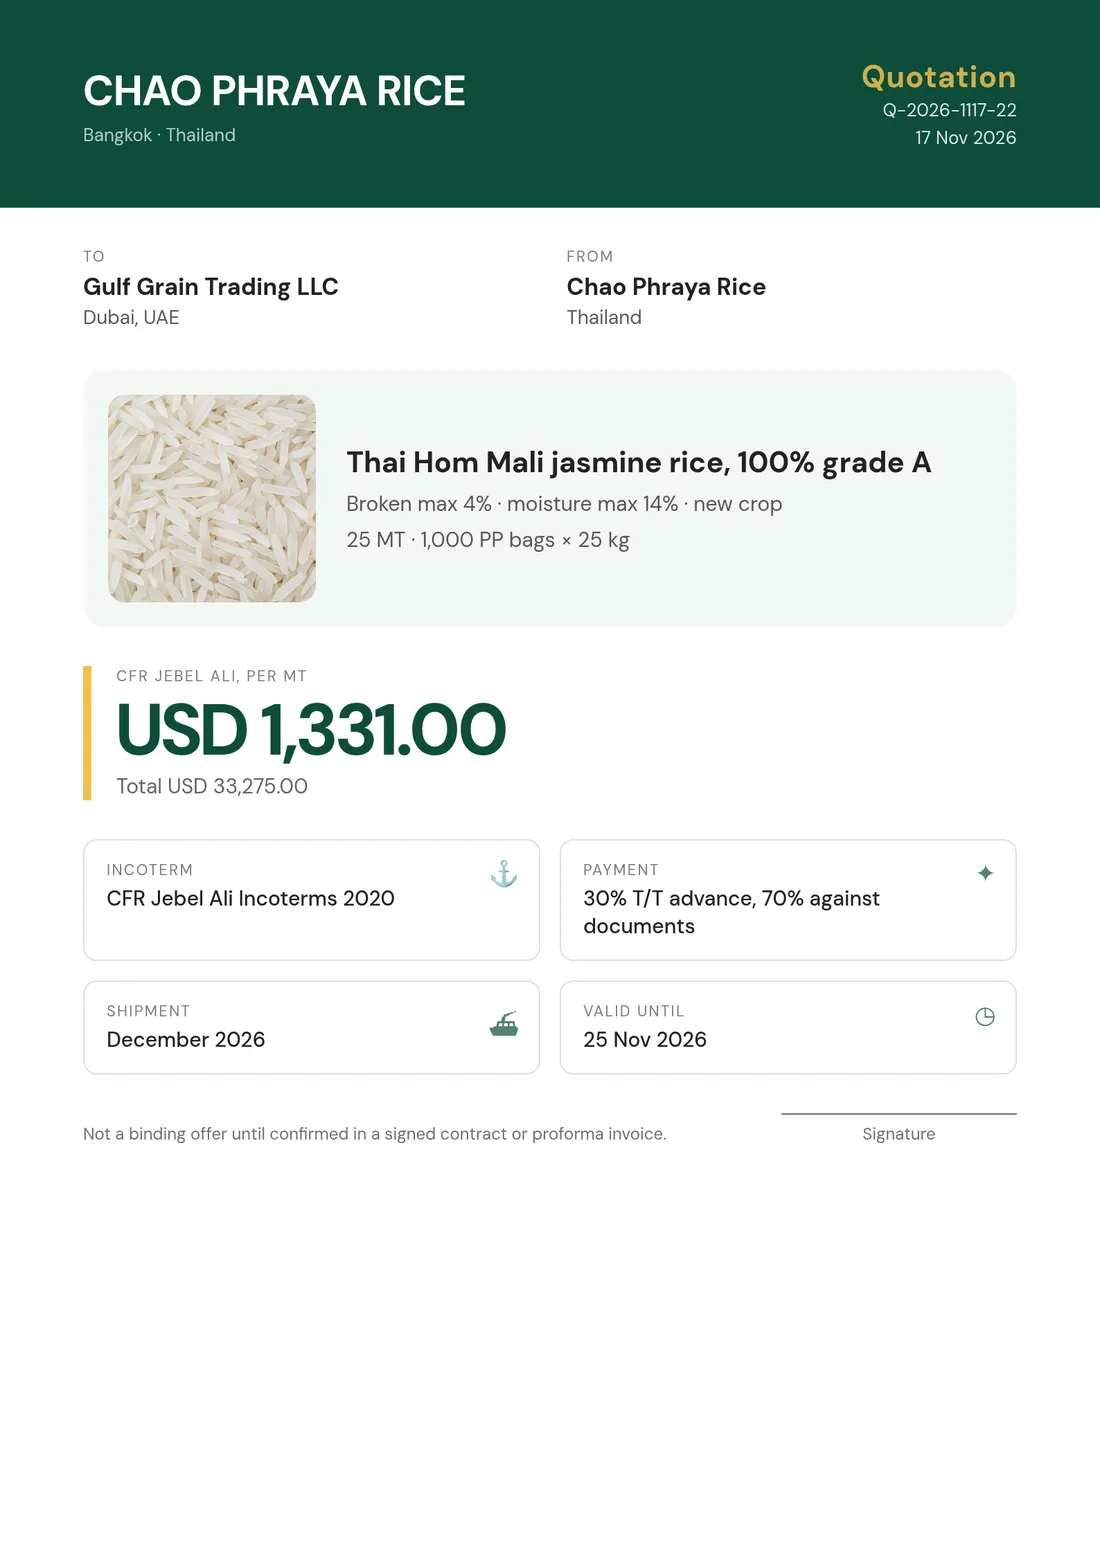 CHAO PHRAYA RICE
Bangkok · Thailand
Quotation
Q-2026-1117-22
17 Nov 2026
TO
Gulf Grain Trading LLC
Dubai, UAE
FROM
Chao Phraya Rice
Thailand
Thai Hom Mali jasmine rice, 100% grade A
Broken max 4% · moisture max 14% · new crop
25 MT · 1,000 PP bags × 25 kg
CFR JEBEL ALI, PER MT
USD 1,331.00
Total USD 33,275.00
INCOTERM
CFR Jebel Ali Incoterms 2020
PAYMENT
30% T/T advance, 70% against
documents
SHIPMENT
December 2026
VALID UNTIL
25 Nov 2026
Not a binding offer until confirmed in a signed contract or proforma invoice.
Signature